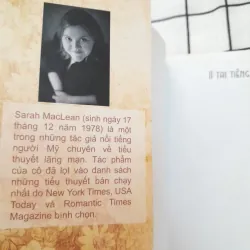 Sarah MacLean (sinh ngày 17
tháng 12 năm 1978) là một
trong những tác giả nổi tiếng
người Mỹ chuyên về tiểu
thuyết lãng mạn. Tác phẩm
của cô đã lọt vào danh sách
những tiểu thuyết bán chạy
nhất do New York Times, USA
Today và Romantic Times
Magazine bình chọn.
TAI TIẾNG